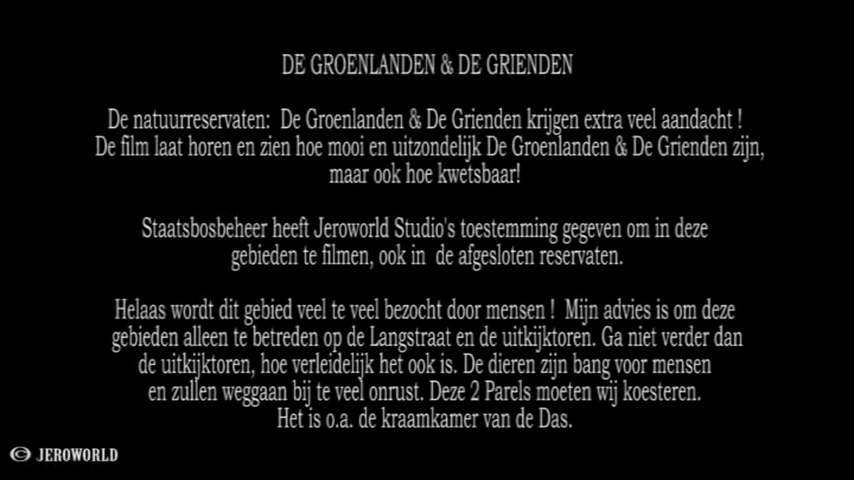 DE GROENLANDEN & DE GRIENDEN
De natuurreservaten: De Groenlanden & De Grienden krijgen extra veel aandacht !
De film laat horen en zien hoe mooi en uitzondelijk De Groenlanden & De Grienden zijn,
maar ook hoe kwetsbaar!
Staatsbosbeheer heeft Jeroworld Studio's toestemming gegeven om in deze
gebieden te filmen, ook in de afgesloten reservaten.
Helaas wordt dit gebied veel te veel bezocht door mensen ! Mijn advies is om deze
gebieden alleen te betreden op de Langstraat en de uitkijktoren. Ga niet verder dan
de uitkijktoren, hoe verleidelijk het ook is. De dieren zijn bang voor mensen
en zullen weggaan bij te veel onrust. Deze 2 Parels moeten wij koesteren.
Het is o.a. de kraamkamer van de Das.
© JEROWORLD